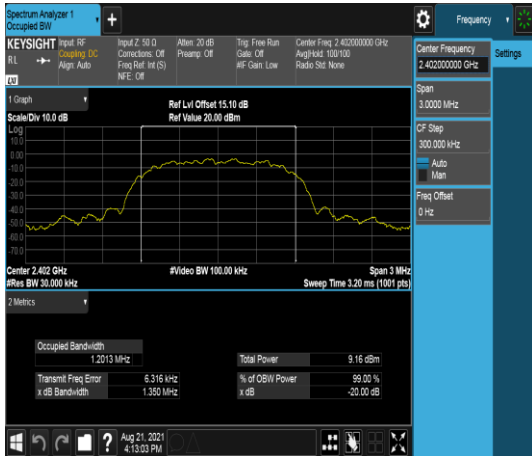 Spectrum Analyzer 1
Occupied BW
+
Frequency
KEYSIGHT
RL
LXI
Input: RF
Coupling: DC
Align: Auto
Input Z: 50 Ω
Corrections: Off
Freq Ref: Int (S)
NFE: Off
Atten: 20 dB
Preamp: Off
Trig: Free Run
Gate: Off
#IF Gain: Low
Center Freq: 2.402000000 GHz
Avg|Hold: 100/100
Radio Std: None
Center Frequency
2.402000000 GHz
Settings
Span
3.0000 MHz
CF Step
300.000 kHz
Auto
Man
Freq Offset
0 Hz
1 Graph
Scale/Div 10.0 dB
Ref Lvl Offset 15.10 dB
Ref Value 20.00 dBm
Log
10.0
0.00
-10.0
-20.0
-30.0
-40.0
-50.0
-60.0
-70.0
Center 2.402 GHz
#Res BW 30.000 kHz
#Video BW 100.00 kHz
Span 3 MHz
Sweep Time 3.20 ms (1001 pts)
2 Metrics
Occupied Bandwidth
1.2013 MHz
Total Power 9.16 dBm
Transmit Freq Error 6.316 kHz
% of OBW Power 99.00 %
x dB Bandwidth 1.350 MHz
x dB -20.00 dB
?
Aug 21, 2021
4:13:03 PM